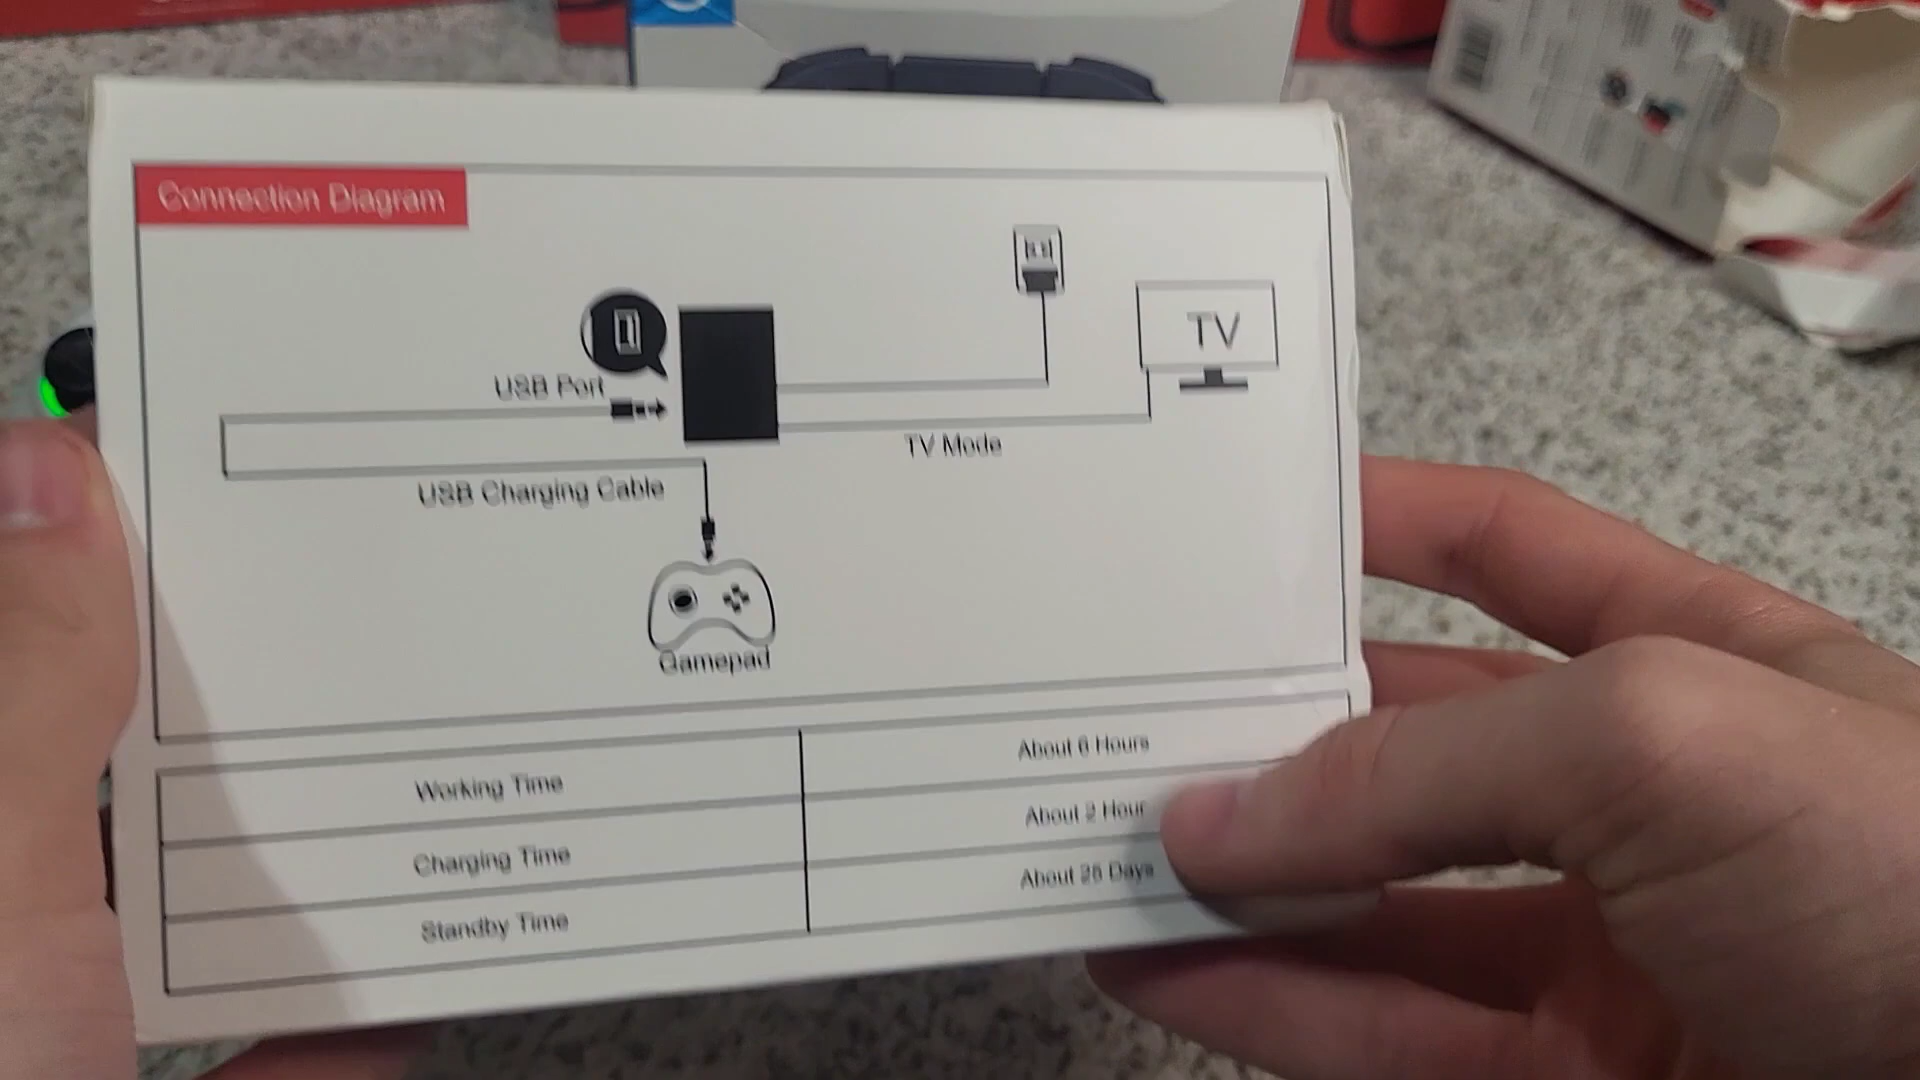 Connection Diagram
TV
USB Port
TV Mode
USB Charging Cable
Gamepad
Working Time
About 6 Hours
Charging Time
About 2 Hour
Standby Time
About 25 Days